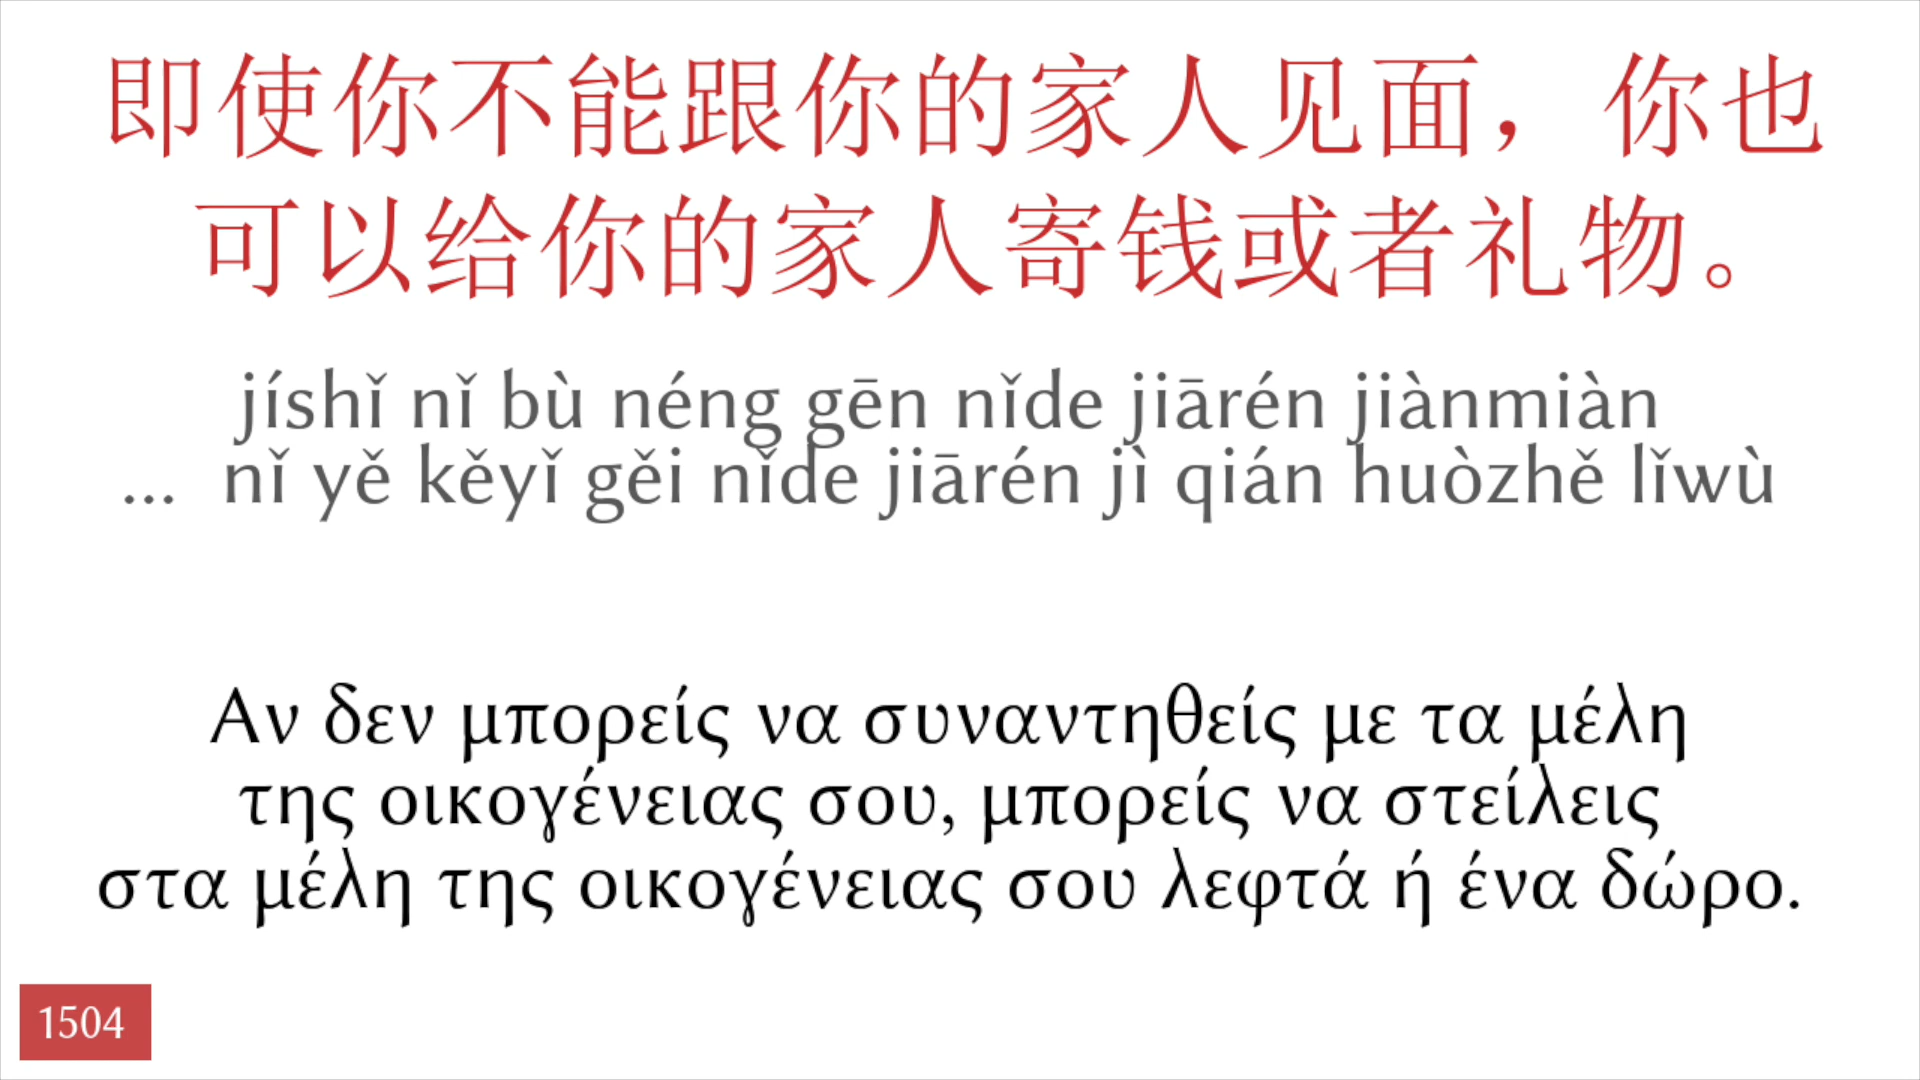 即使你不能跟你的家人见面，你也
可以给你的家人寄钱或者礼物。
jíshǐ nǐ bù néng gēn nǐde jiārén jiànmiàn
... nǐ yě kěyǐ gěi nǐde jiārén jì qián huòzhě lǐwù
Αν δεν μπορείς να συναντηθείς με τα μέλη
της οικογένειας σου, μπορείς να στείλεις
στα μέλη της οικογένειας σου λεφτά ή ένα δώρο.
1504